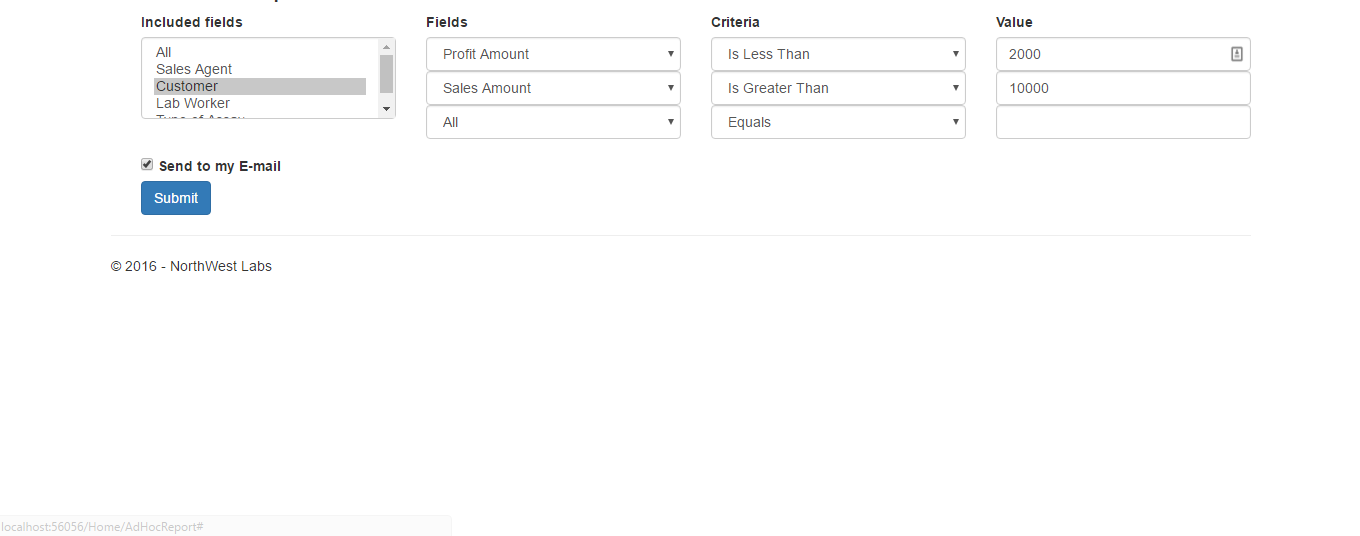 Included fields Fields Criteria Value
All
Sales Agent
Customer
Lab Worker
Profit Amount Is Less Than 2000
Sales Amount Is Greater Than 10000
All Equals
Send to my E-mail
Submit
© 2016 - NorthWest Labs
localhost:56056/Home/AdHocReport#